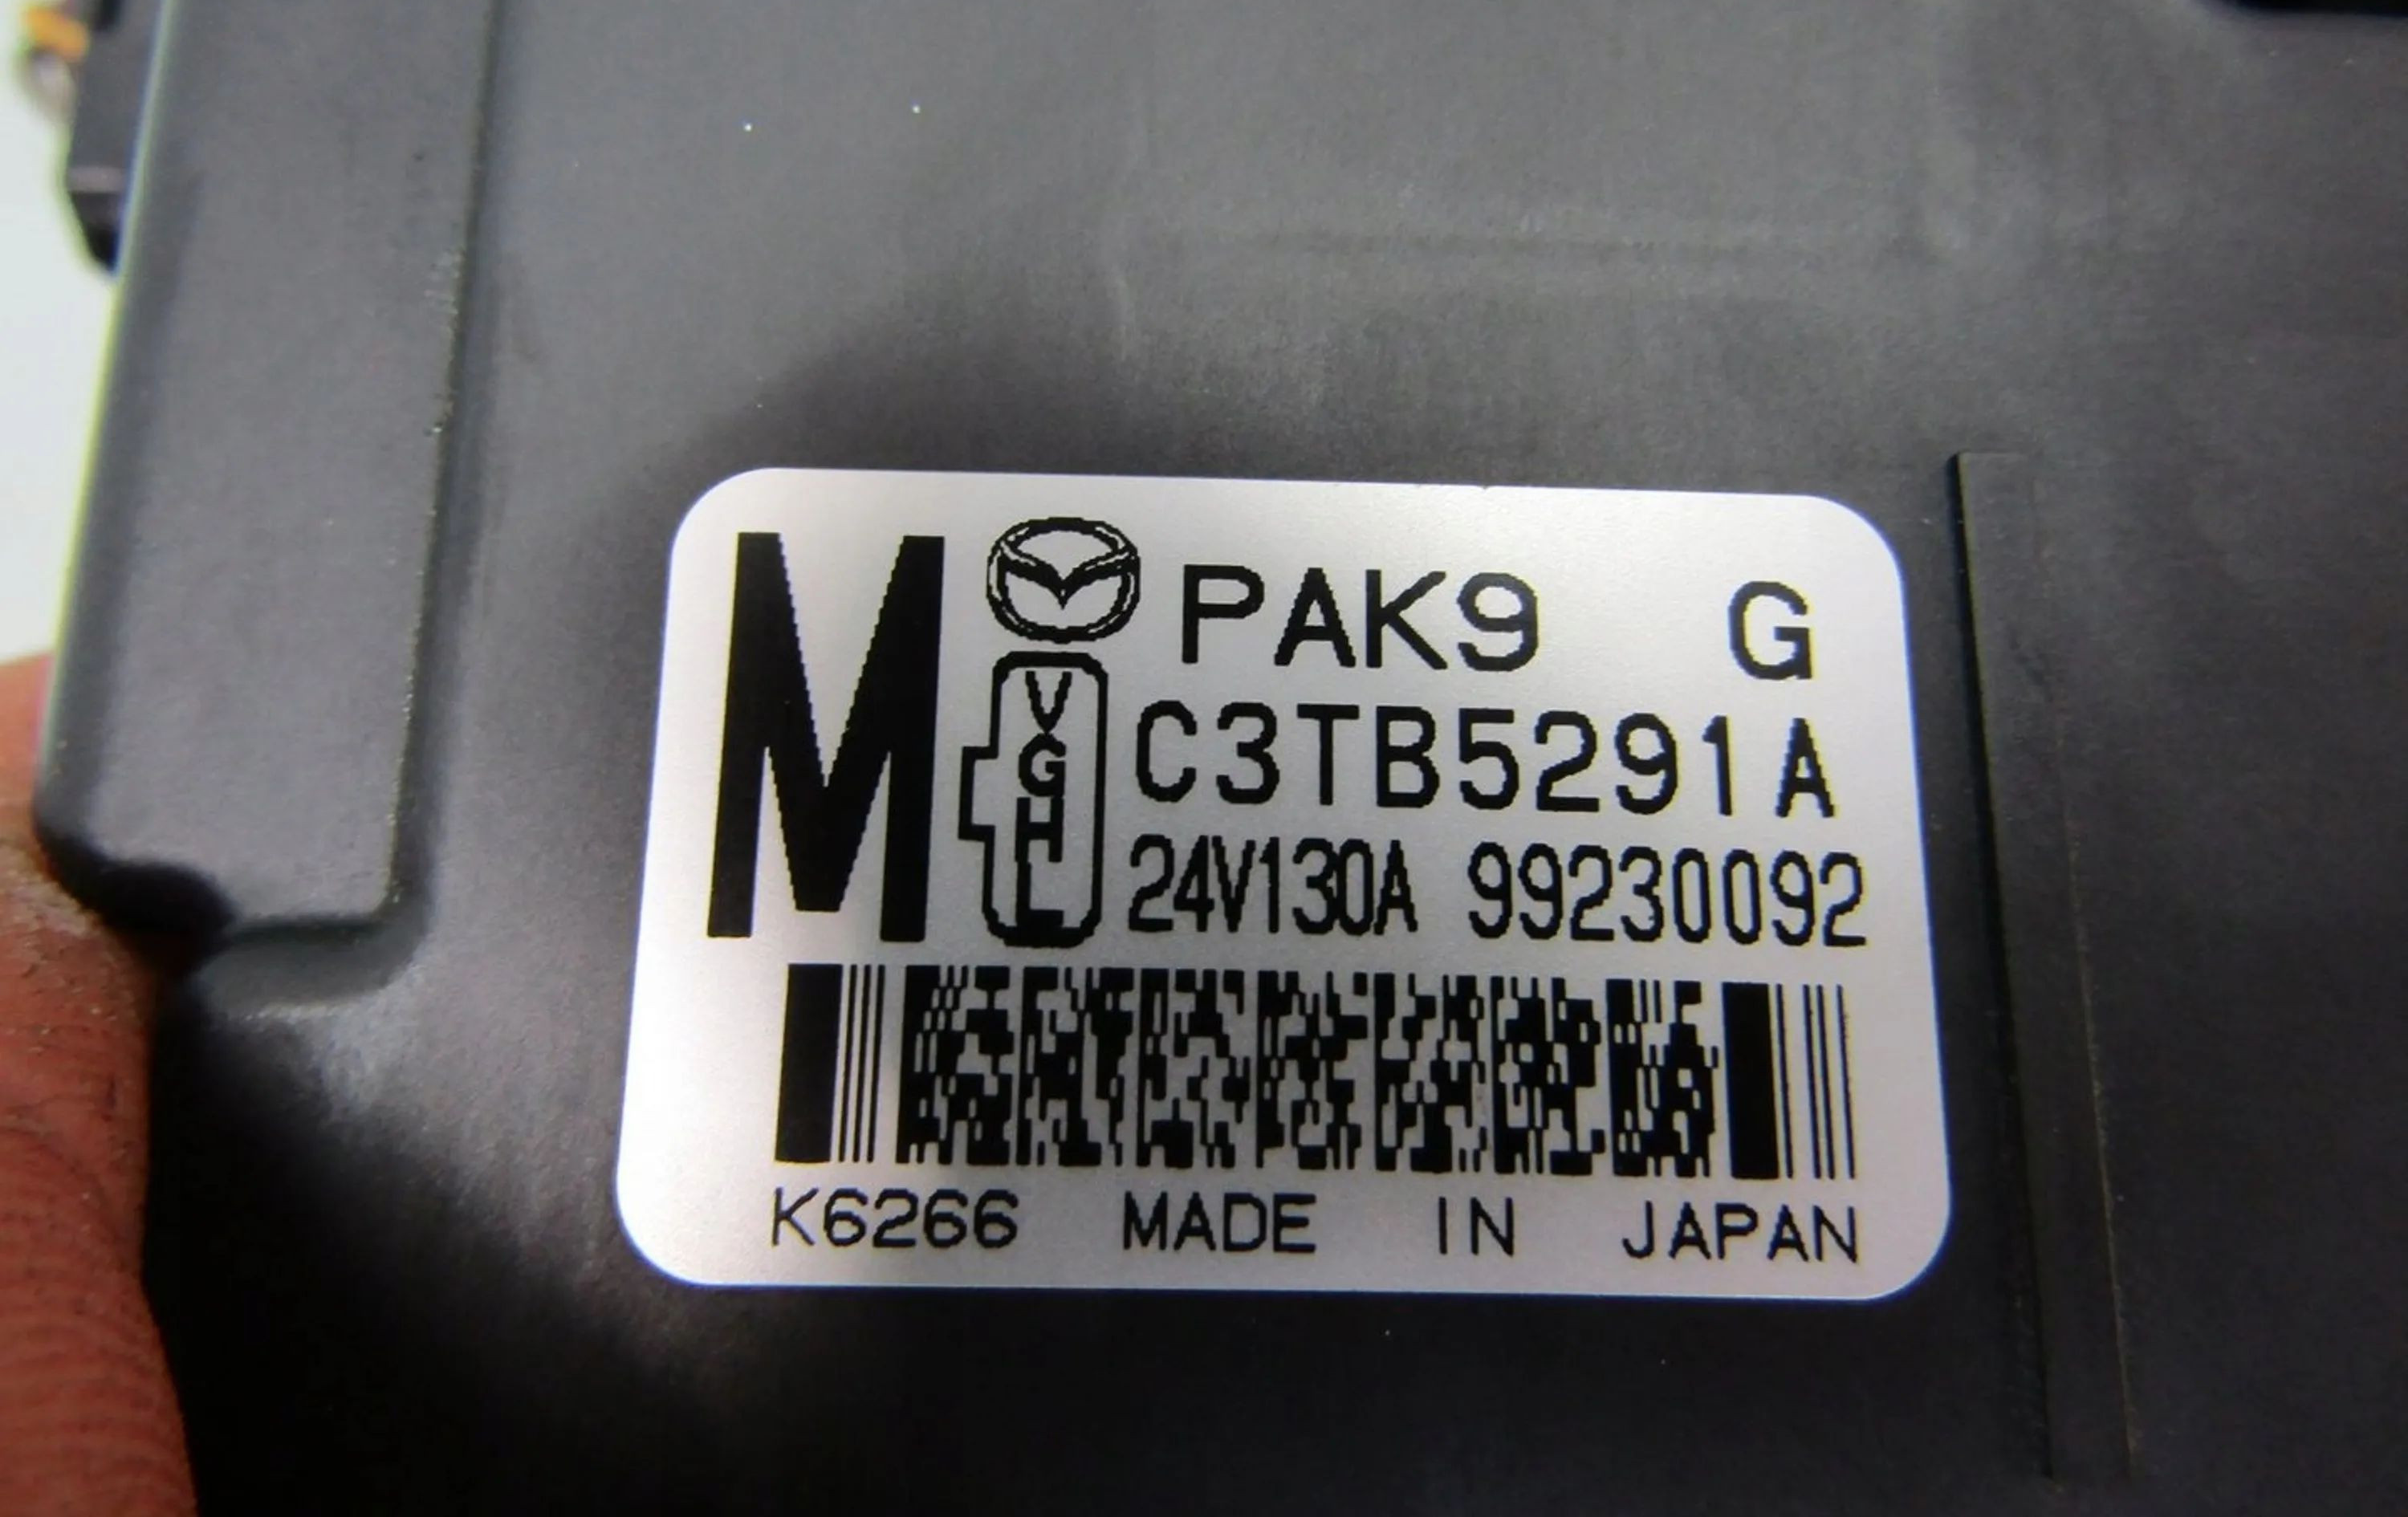 M
PAK9 G
VGHL
C3TB5291A
24V130A 99230092
K6266 MADE IN JAPAN